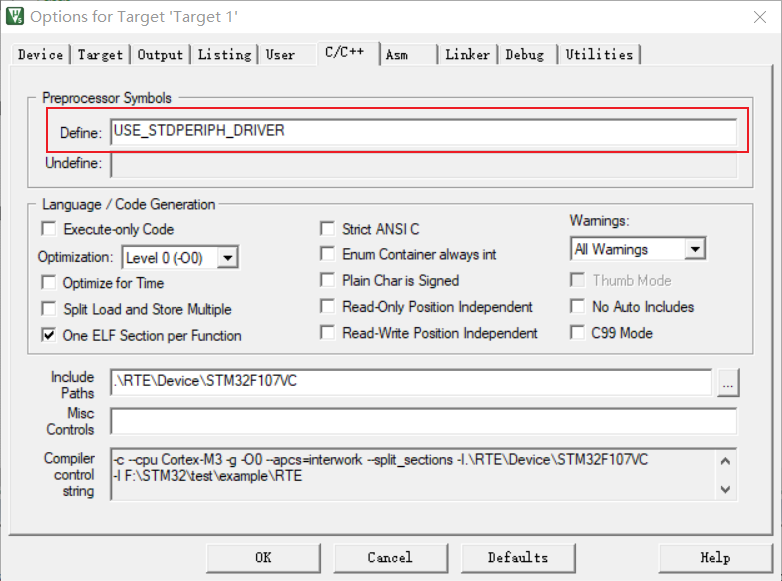 Options for Target 'Target 1'
Device Target Output Listing User C/C++ Asm Linker Debug Utilities
Preprocessor Symbols
Define: USE_STDPERIPH_DRIVER
Undefine:
Language / Code Generation
Execute-only Code
Optimization: Level 0 (-O0)
Optimize for Time
Split Load and Store Multiple
One ELF Section per Function
Strict ANSI C
Enum Container always int
Plain Char is Signed
Read-Only Position Independent
Read-Write Position Independent
Warnings:
All Warnings
Thumb Mode
No Auto Includes
C99 Mode
Include
Paths
.\RTE\Device\STM32F107VC
...
Misc
Controls
Compiler
control
string
-c --cpu Cortex-M3 -g -O0 --apcs=interwork --split_sections -I.\RTE\Device\STM32F107VC
-I F:\STM32\test\example\RTE
OK Cancel Defaults Help